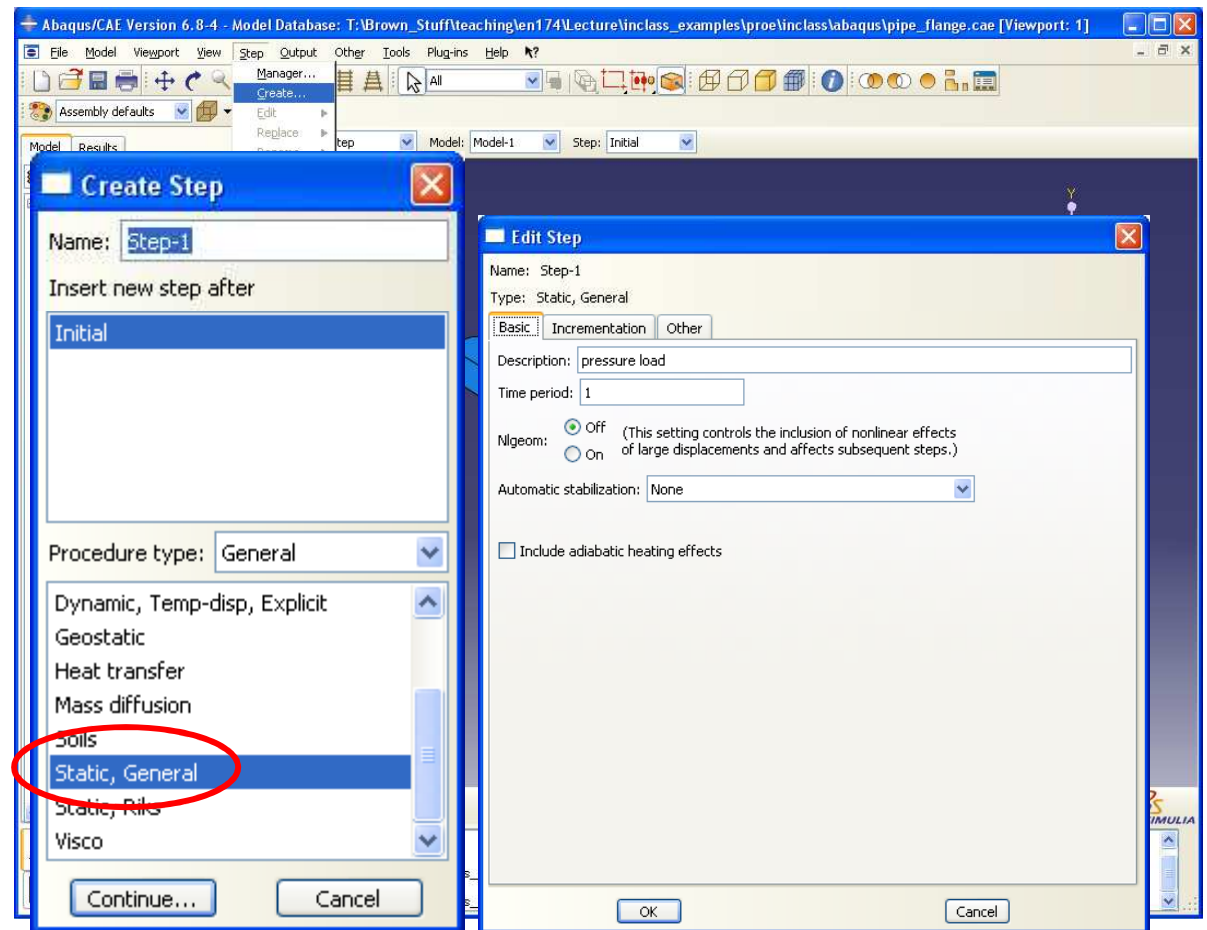 Abaqus/CAE Version 6.8-4 - Model Database: T:\Brown_Stuff\teaching\en174\Lecture\inclass_examples\proe\inclass\abaqus\pipe_flange.cae [Viewport: 1]
File Model Viewport View Step Output Other Tools Plug-ins Help
Manager...
Create...
Edit
Replace
All
Assembly defaults
Model Results
Model: Model-1 Step: Initial
Y
Create Step
Name: Step-1
Insert new step after
Initial
Procedure type: General
Dynamic, Temp-disp, Explicit
Geostatic
Heat transfer
Mass diffusion
Soils
Static, General
Static, Riks
Visco
Continue... Cancel
Edit Step
Name: Step-1
Type: Static, General
Basic Incrementation Other
Description: pressure load
Time period: 1
Nlgeom: Off (This setting controls the inclusion of nonlinear effects
On of large displacements and affects subsequent steps.)
Automatic stabilization: None
Include adiabatic heating effects
OK Cancel